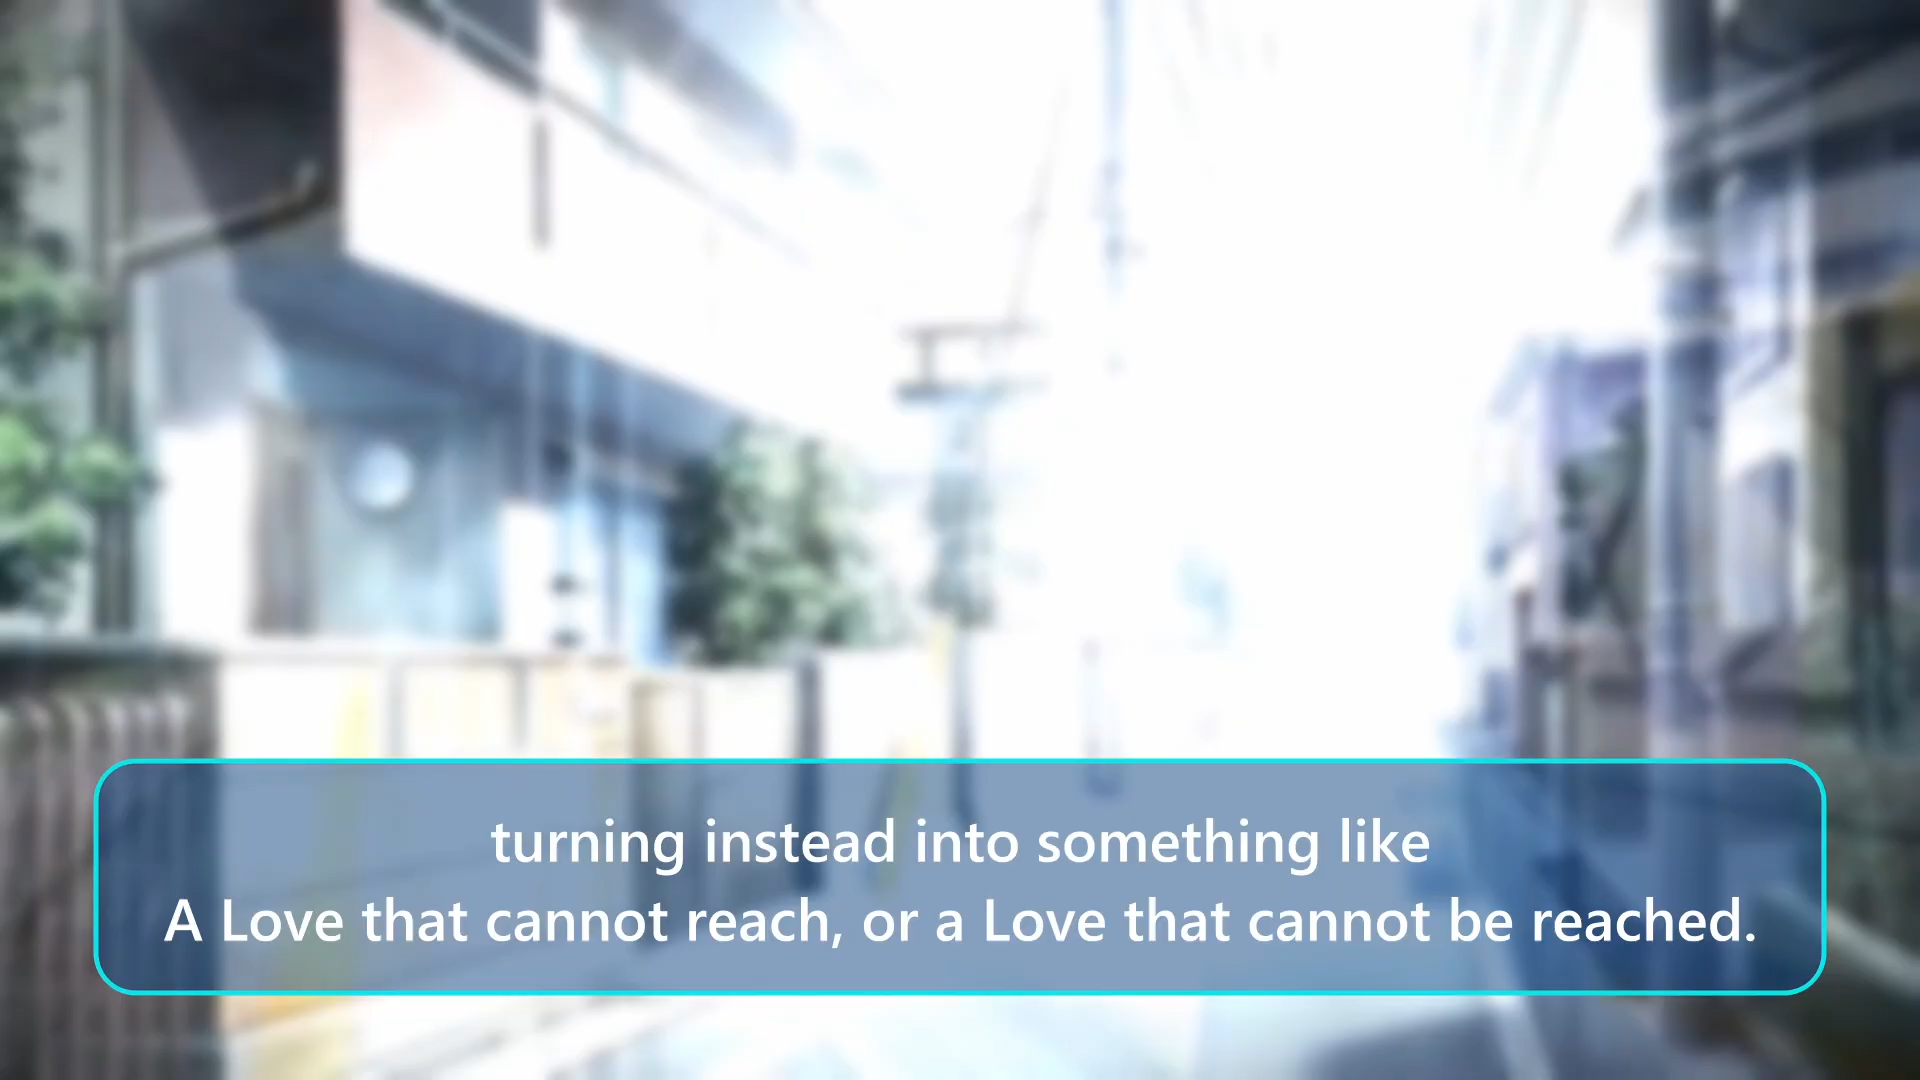 turning instead into something like
A Love that cannot reach, or a Love that cannot be reached.